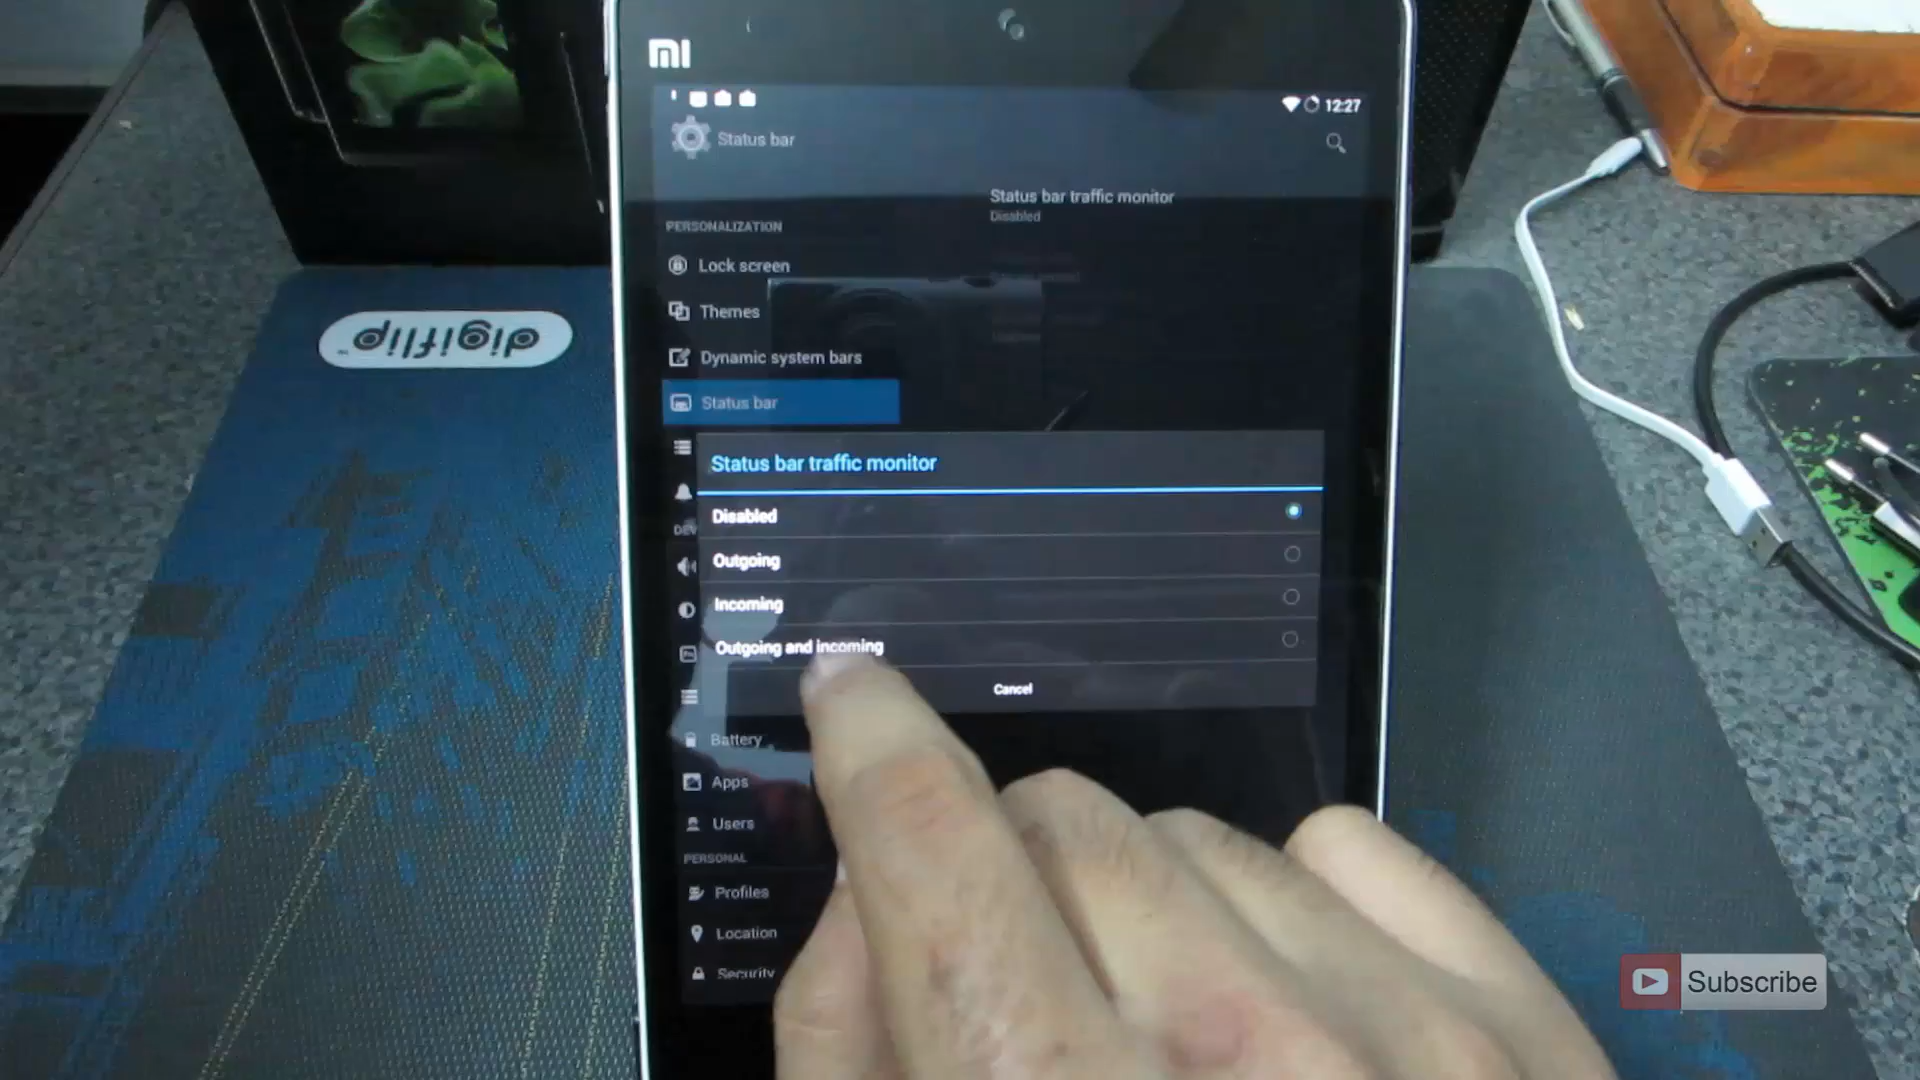 mi
12:27
Status bar
Status bar traffic monitor
Disabled
PERSONALIZATION
Lock screen
Themes
Dynamic system bars
Status bar
Status bar traffic monitor
Disabled
Outgoing
Incoming
Outgoing and incoming
Cancel
Battery
Apps
Users
PERSONAL
Profiles
Location
Security
digiflip
Subscribe